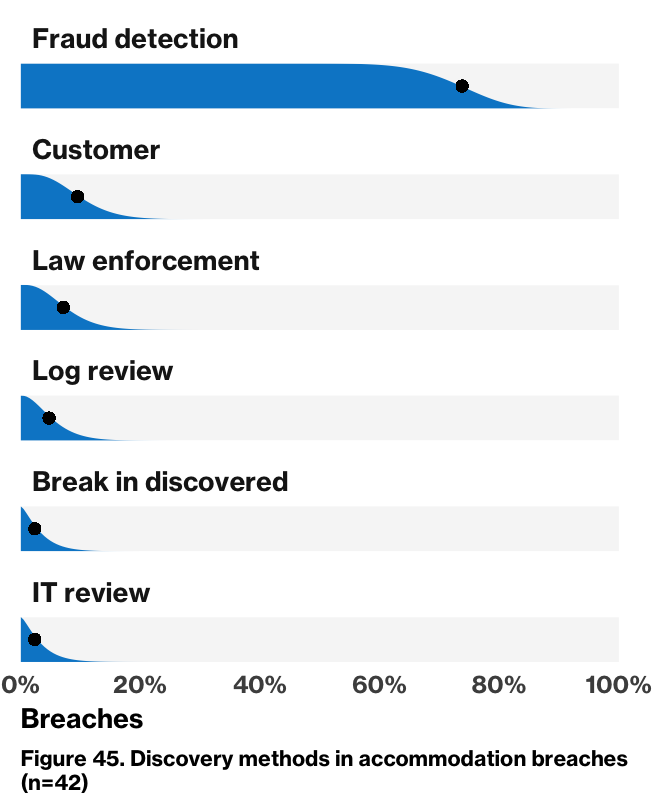 Fraud detection
Customer
Law enforcement
Log review
Break in discovered
IT review
0% 20% 40% 60% 80% 100%
Breaches
Figure 45. Discovery methods in accommodation breaches
(n=42)